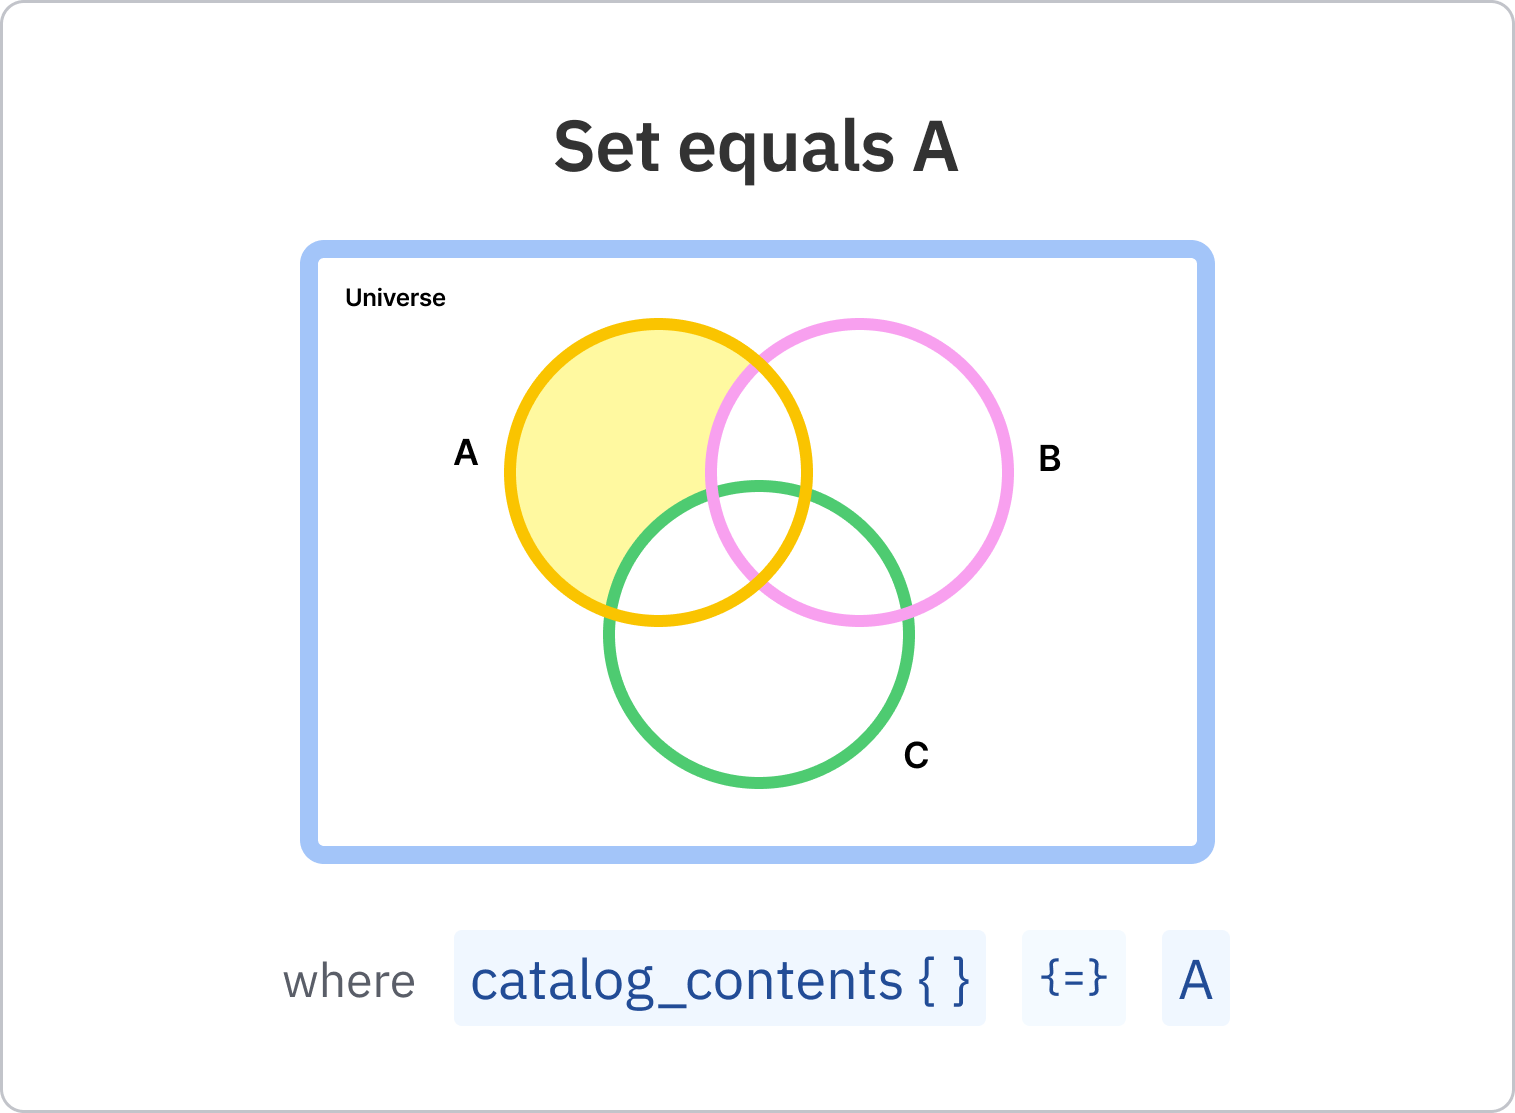 Set equals A
Universe
A
B
C
where catalog_contents { } {=} A